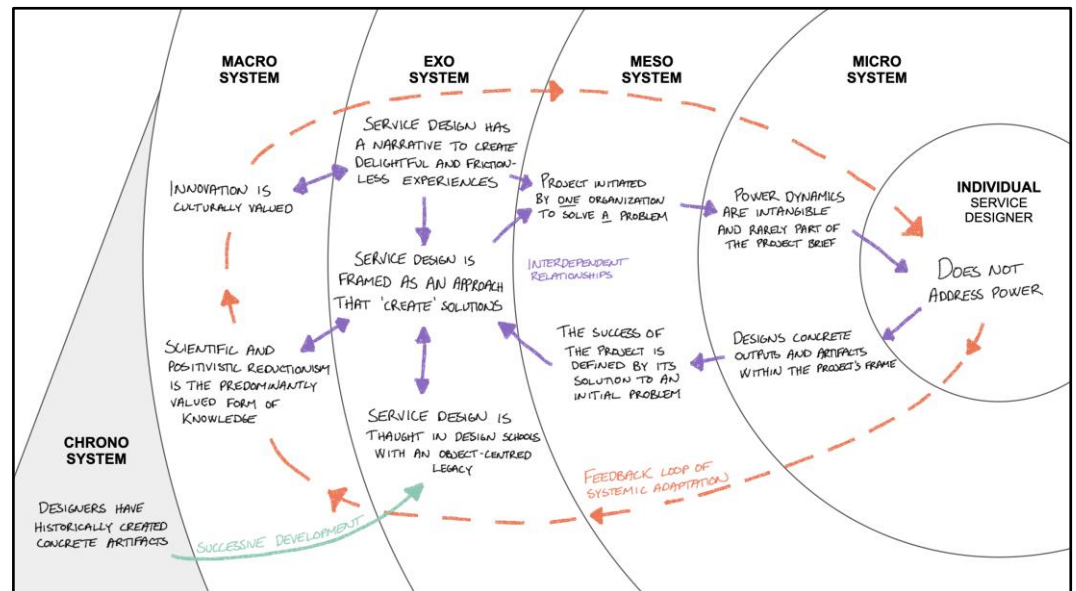 MACRO
SYSTEM
EXO
SYSTEM
MESO
SYSTEM
MICRO
SYSTEM
INDIVIDUAL
SERVICE
DESIGNER
CHRONO
SYSTEM
INNOVATION IS
CULTURALLY VALUED
SCIENTIFIC AND
POSITIVISTIC REDUCTIONISM
IS THE PREDOMINANTLY
VALUED FORM OF
KNOWLEDGE
DESIGNERS HAVE
HISTORICALLY CREATED
CONCRETE ARTIFACTS
SUCCESSIVE DEVELOPMENT
SERVICE DESIGN HAS
A NARRATIVE TO CREATE
DELIGHTFUL AND FRICTION-
LESS EXPERIENCES
SERVICE DESIGN IS
FRAMED AS AN APPROACH
THAT 'CREATE' SOLUTIONS
SERVICE DESIGN IS
THAUGHT IN DESIGN SCHOOLS
WITH AN OBJECT-CENTRED
LEGACY
PROJECT INITIATED
BY ONE ORGANIZATION
TO SOLVE A PROBLEM
INTERDEPENDENT
RELATIONSHIPS
THE SUCCESS OF
THE PROJECT IS
DEFINED BY ITS
SOLUTION TO AN
INITIAL PROBLEM
FEEDBACK LOOP OF
SYSTEMIC ADAPTATION
POWER DYNAMICS
ARE INTANGIBLE
AND RARELY PART OF
THE PROJECT BRIEF
DESIGNS CONCRETE
OUTPUTS AND ARTIFACTS
WITHIN THE PROJECT'S FRAME
DOES NOT
ADDRESS POWER